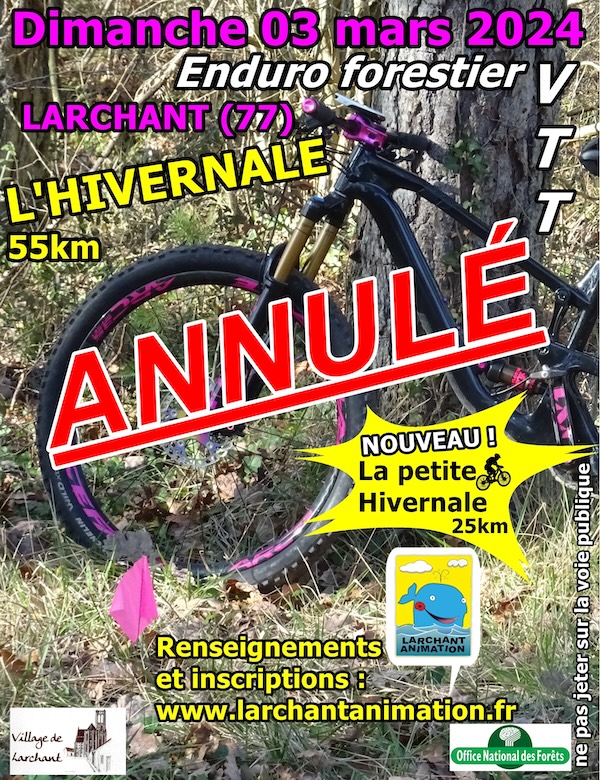 Dimanche 03 mars 2024
Enduro forestier
VTT
LARCHANT (77)
L'HIVERNALE
55km
ANNULÉ
NOUVEAU !
La petite
Hivernale
25km
LARCHANT
ANIMATION
Renseignements
et inscriptions :
www.larchantanimation.fr
ne pas jeter sur la voie publique
Village de
Larchant
Office National des Forêts